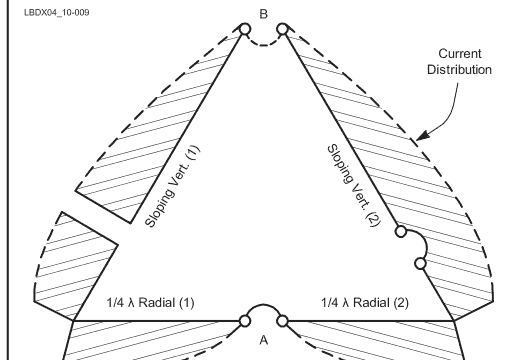 LBDX04_10-009
B
Current
Distribution
Sloping Vert. (1)
Sloping Vert. (2)
1/4 λ Radial (1)
1/4 λ Radial (2)
A